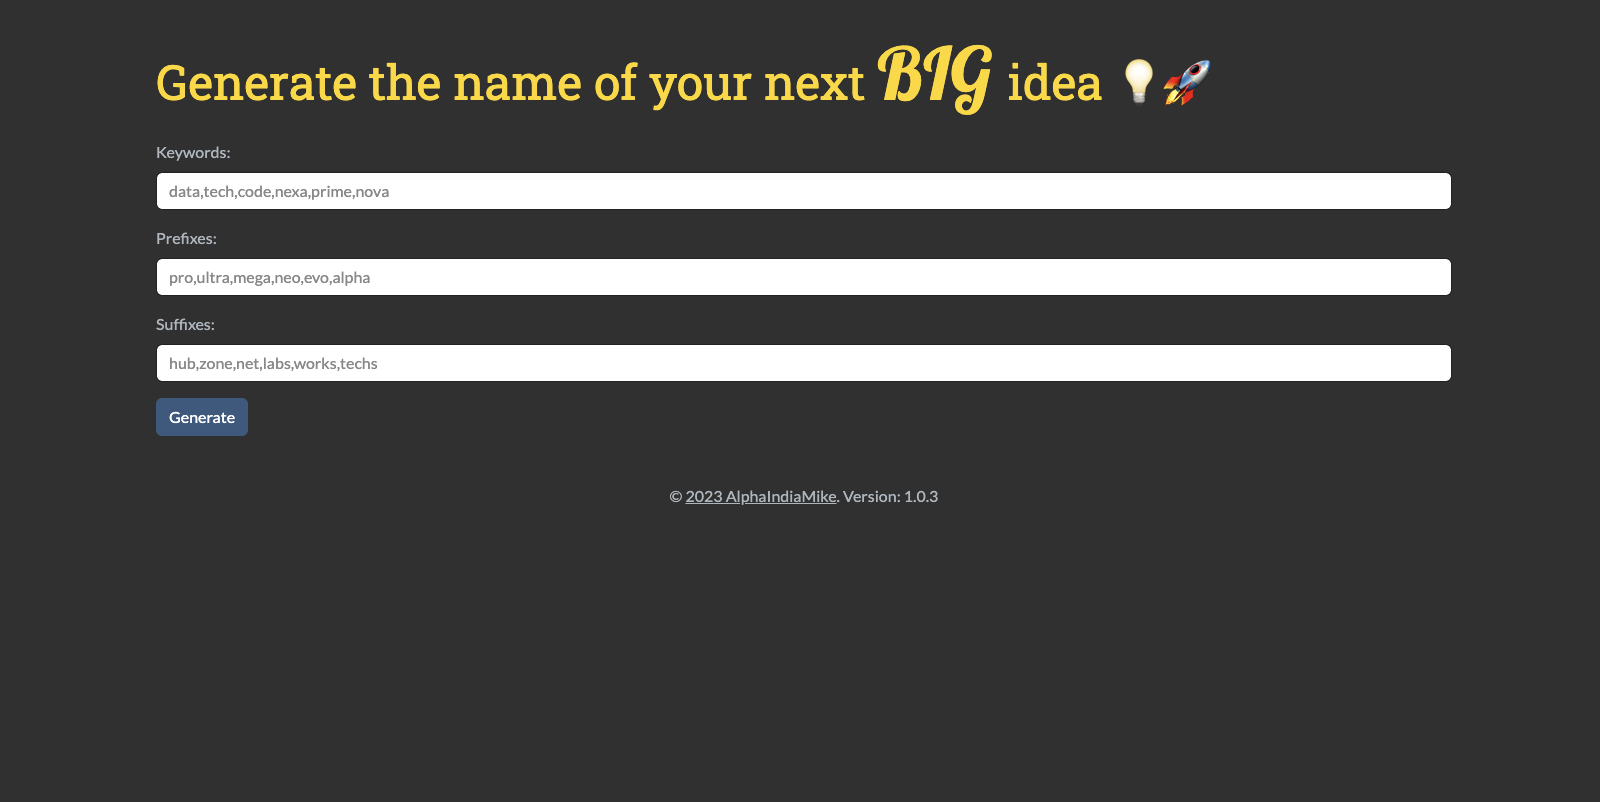 Generate the name of your next BIG idea 💡🚀
Keywords:
data,tech,code,nexa,prime,nova
Prefixes:
pro,ultra,mega,neo,evo,alpha
Suffixes:
hub,zone,net,labs,works,techs
Generate
© 2023 AlphaIndiaMike. Version: 1.0.3